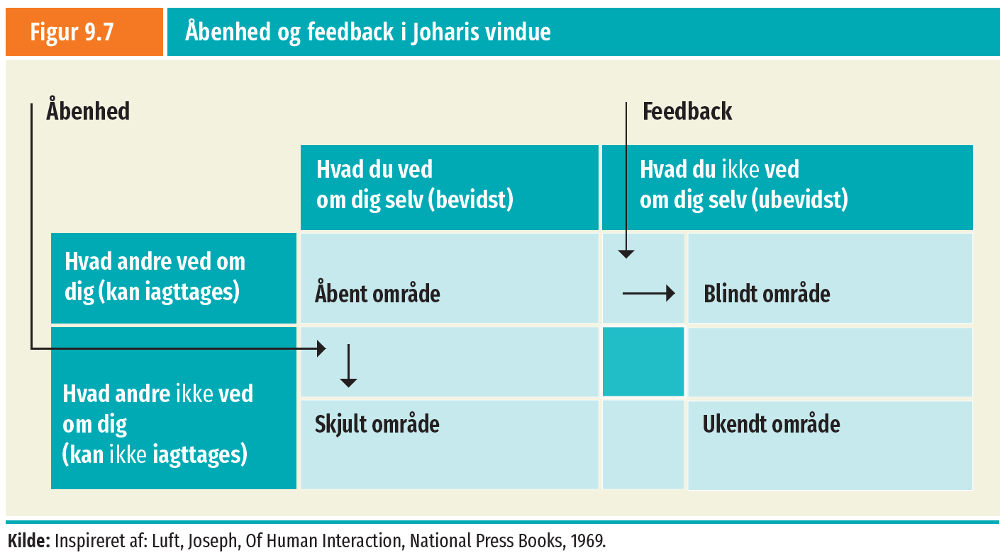 Figur 9.7
Åbenhed og feedback i Joharis vindue
Åbenhed
Feedback
Hvad du ved
om dig selv (bevidst)
Hvad du ikke ved
om dig selv (ubevidst)
Hvad andre ved om
dig (kan iagttages)
Åbent område
Blindt område
Hvad andre ikke ved
om dig
(kan ikke iagttages)
Skjult område
Ukendt område
Kilde: Inspireret af: Luft, Joseph, Of Human Interaction, National Press Books, 1969.